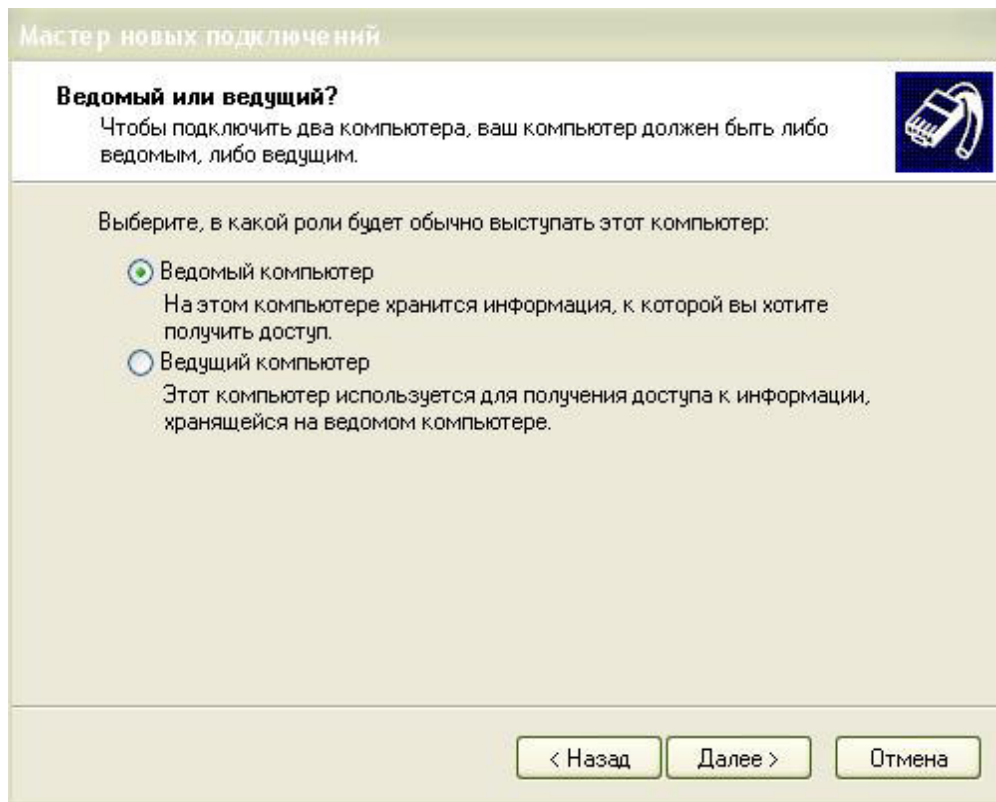 Мастер новых подключений
Ведомый или ведущий?
Чтобы подключить два компьютера, ваш компьютер должен быть либо
ведомым, либо ведущим.
Выберите, в какой роли будет обычно выступать этот компьютер:
Ведомый компьютер
На этом компьютере хранится информация, к которой вы хотите
получить доступ.
Ведущий компьютер
Этот компьютер используется для получения доступа к информации,
хранящейся на ведомом компьютере.
< Назад Далее > Отмена